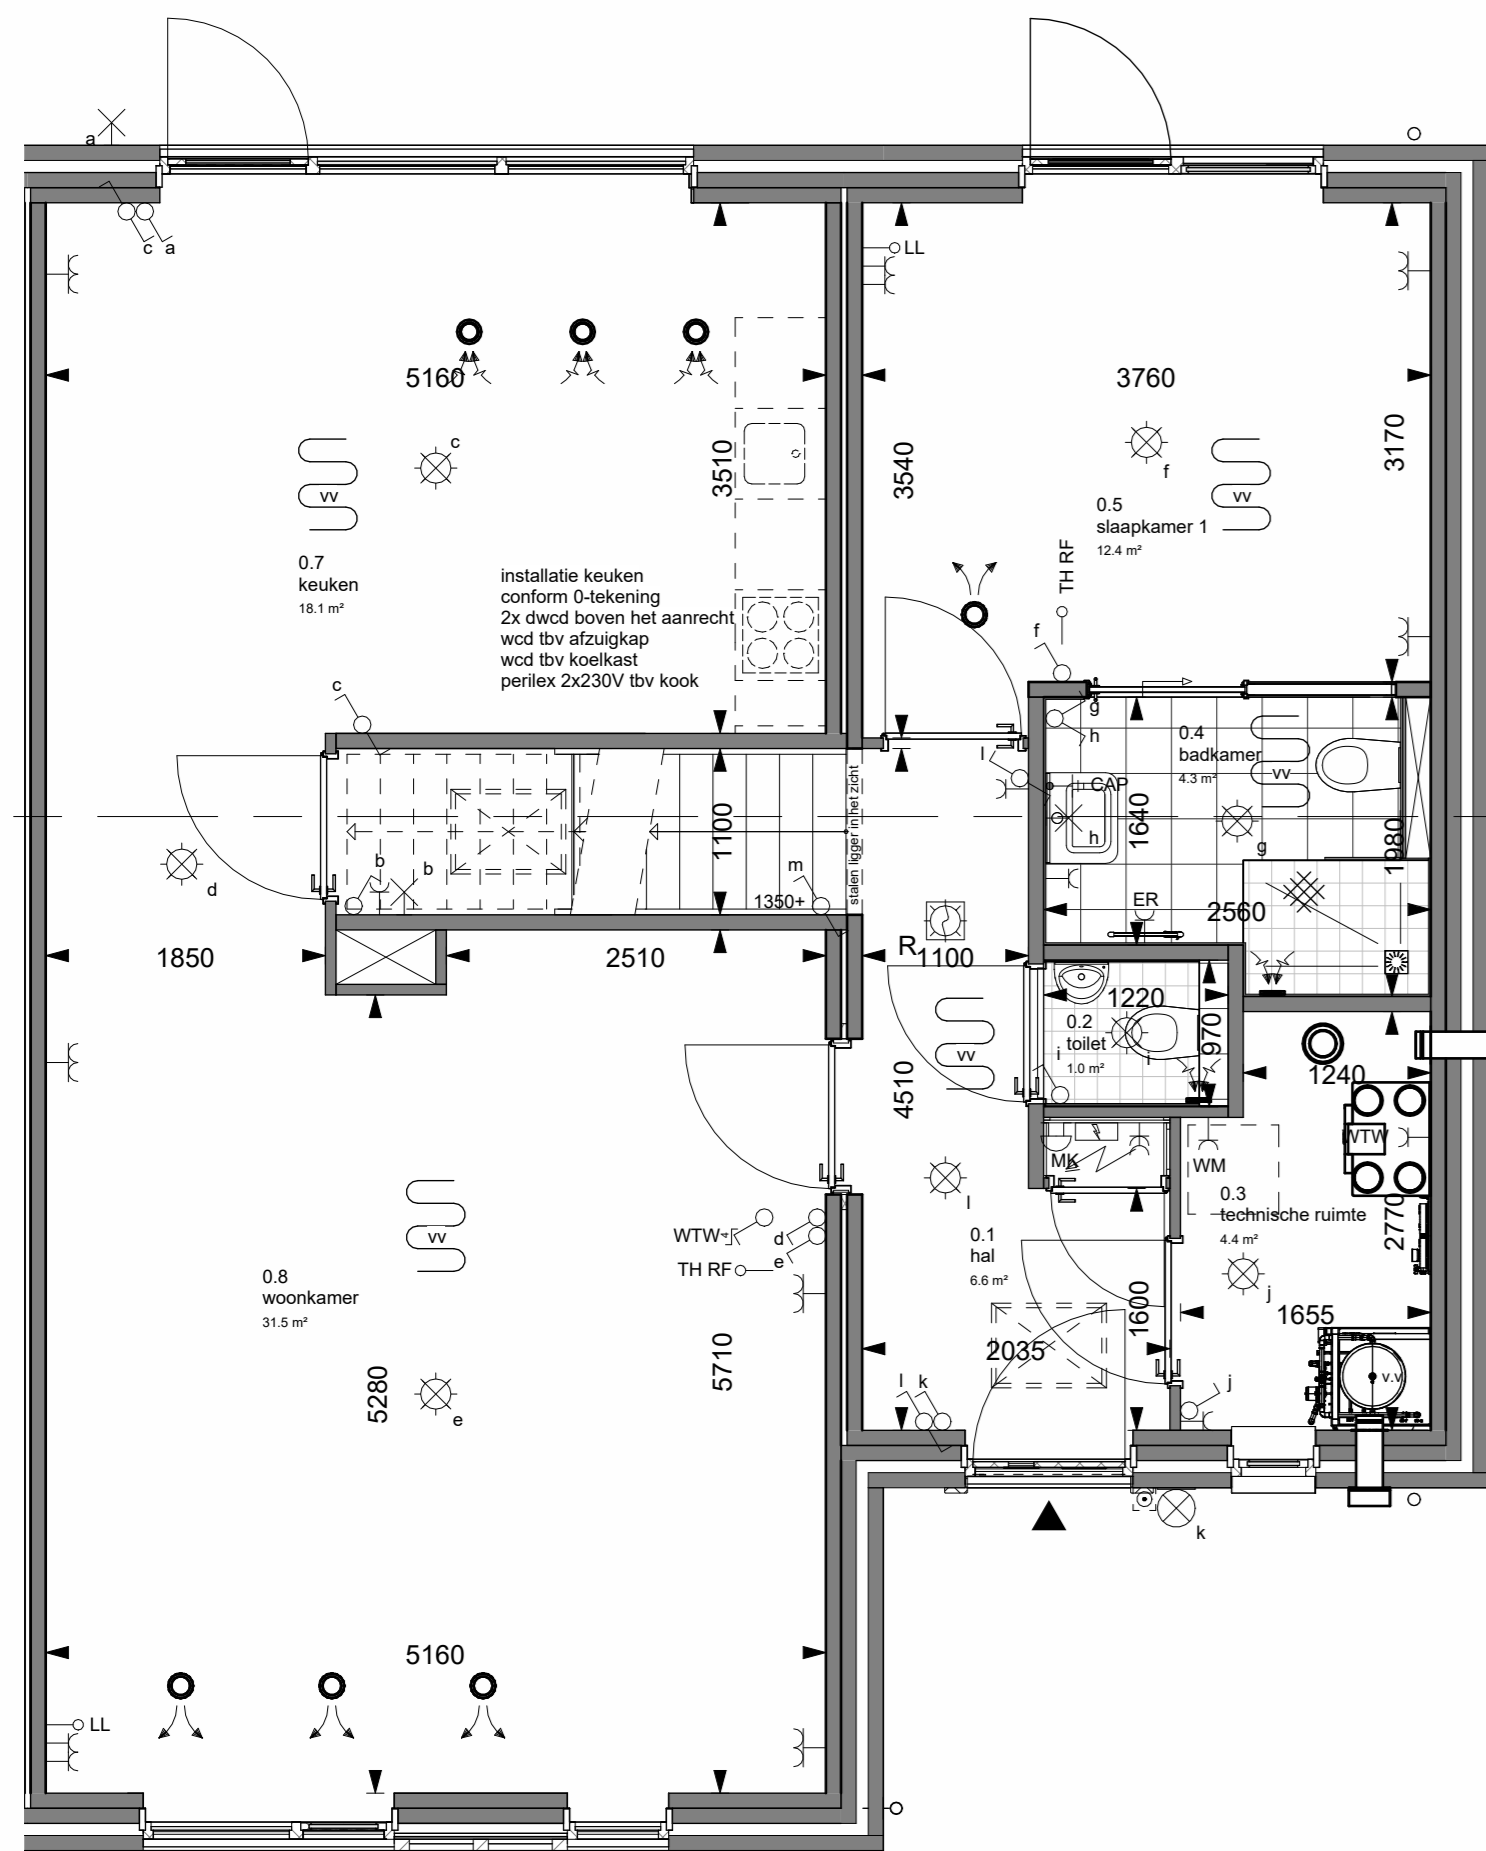 a
c
a
LL
5160
3760
3510
3540
3170
c
f
vv
vv
0.5
slaapkamer 1
12.4 m²
0.7
keuken
18.1 m²
installatie keuken
conform 0-tekening
2x dwcd boven het aanrecht
wcd tbv afzuigkap
wcd tbv koelkast
perilex 2x230V tbv kook
TH RF
f
c
g
h
0.4
badkamer
4.3 m²
vv
l
CAP
h
g
1640
1980
1100
stalen ligger in het zicht
b
b
m
1350+
d
ER
2560
R
1850
2510
1100
1220
0.2
toilet
1.0 m²
i
i
970
vv
4510
1240
WTW
MK
WM
0.3
technische ruimte
4.4 m²
2770
l
0.1
hal
6.6 m²
j
1655
1600
2035
vv
WTW
4
d
e
TH RF
0.8
woonkamer
31.5 m²
5710
5280
e
l
k
j
v.v
k
5160
LL